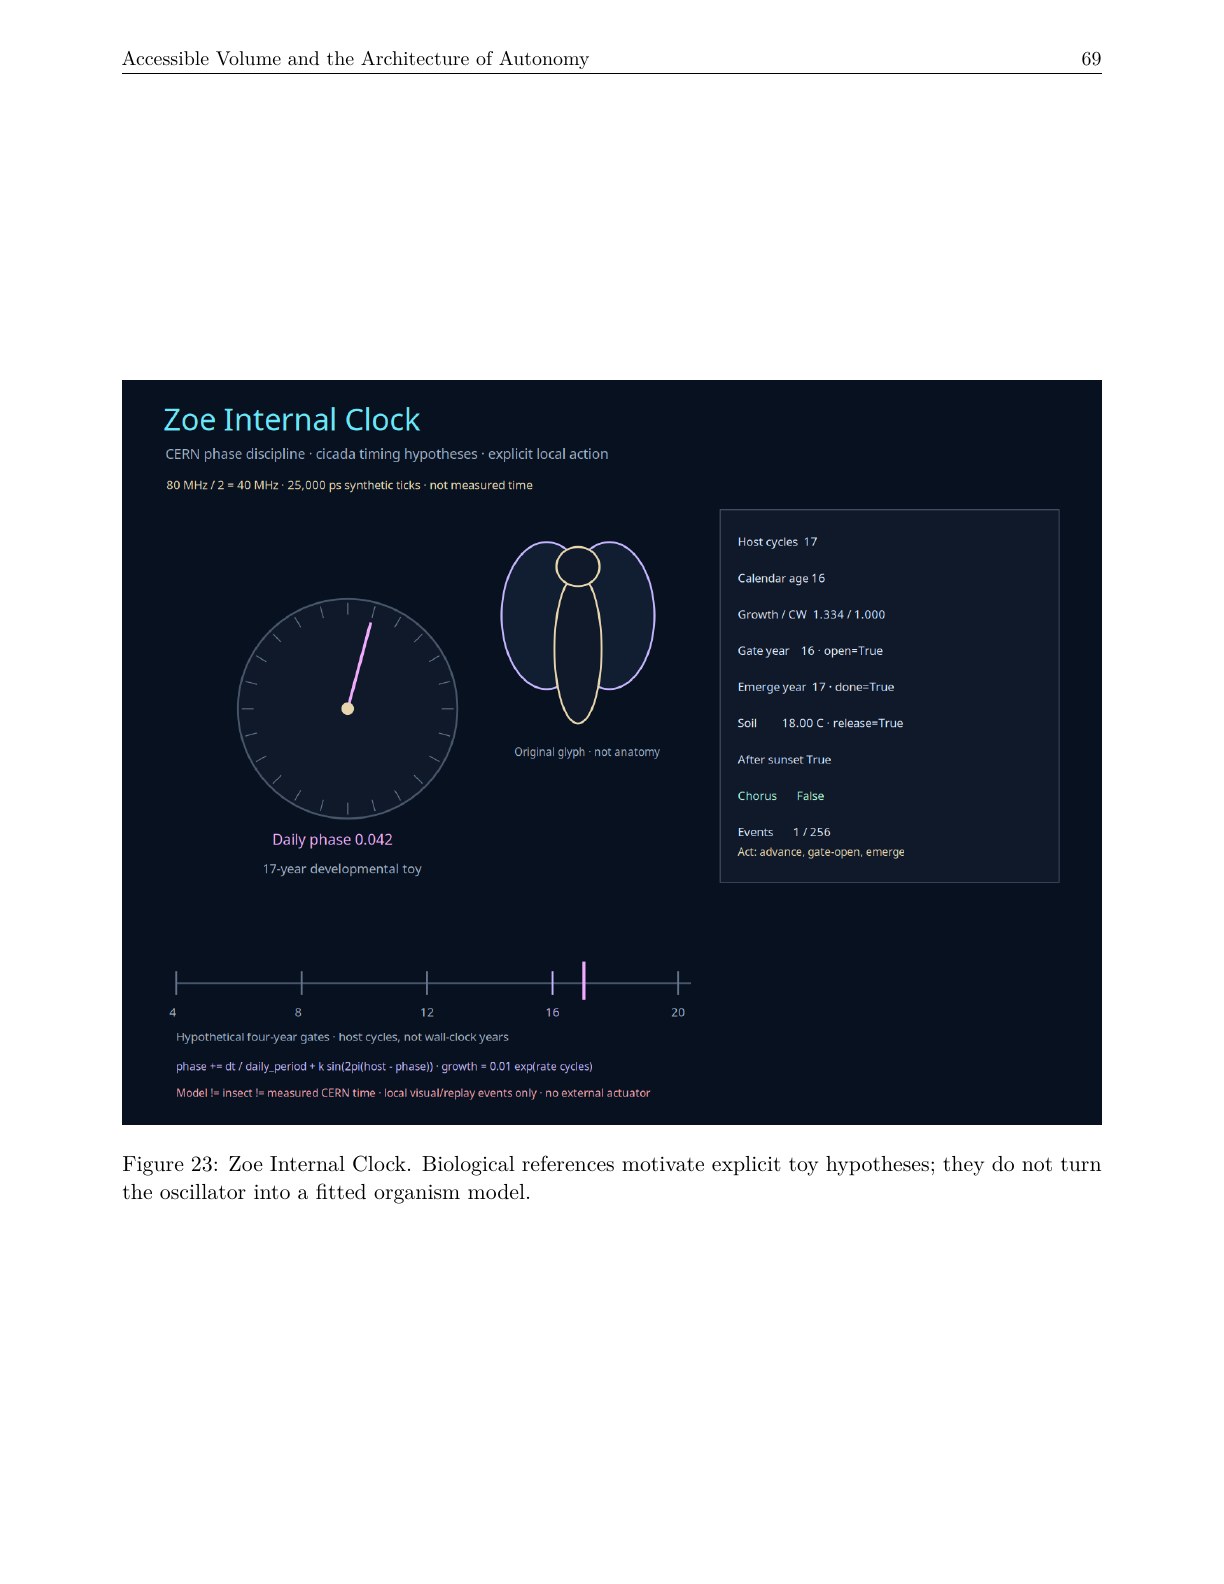 Accessible Volume and the Architecture of Autonomy 69
Zoe Internal Clock
CERN phase discipline · cicada timing hypotheses · explicit local action
80 MHz / 2 = 40 MHz · 25,000 ps synthetic ticks · not measured time
Host cycles 17
Calendar age 16
Growth / CW 1.334 / 1.000
Gate year 16 · open=True
Emerge year 17 · done=True
Soil 18.00 C · release=True
After sunset True
Chorus False
Events 1 / 256
Act: advance, gate-open, emerge
Original glyph · not anatomy
Daily phase 0.042
17-year developmental toy
4 8 12 16 20
Hypothetical four-year gates · host cycles, not wall-clock years
phase += dt / daily_period + k sin(2pi(host - phase)) · growth = 0.01 exp(rate cycles)
Model != insect != measured CERN time · local visual/replay events only · no external actuator
Figure 23: Zoe Internal Clock. Biological references motivate explicit toy hypotheses; they do not turn
the oscillator into a fitted organism model.